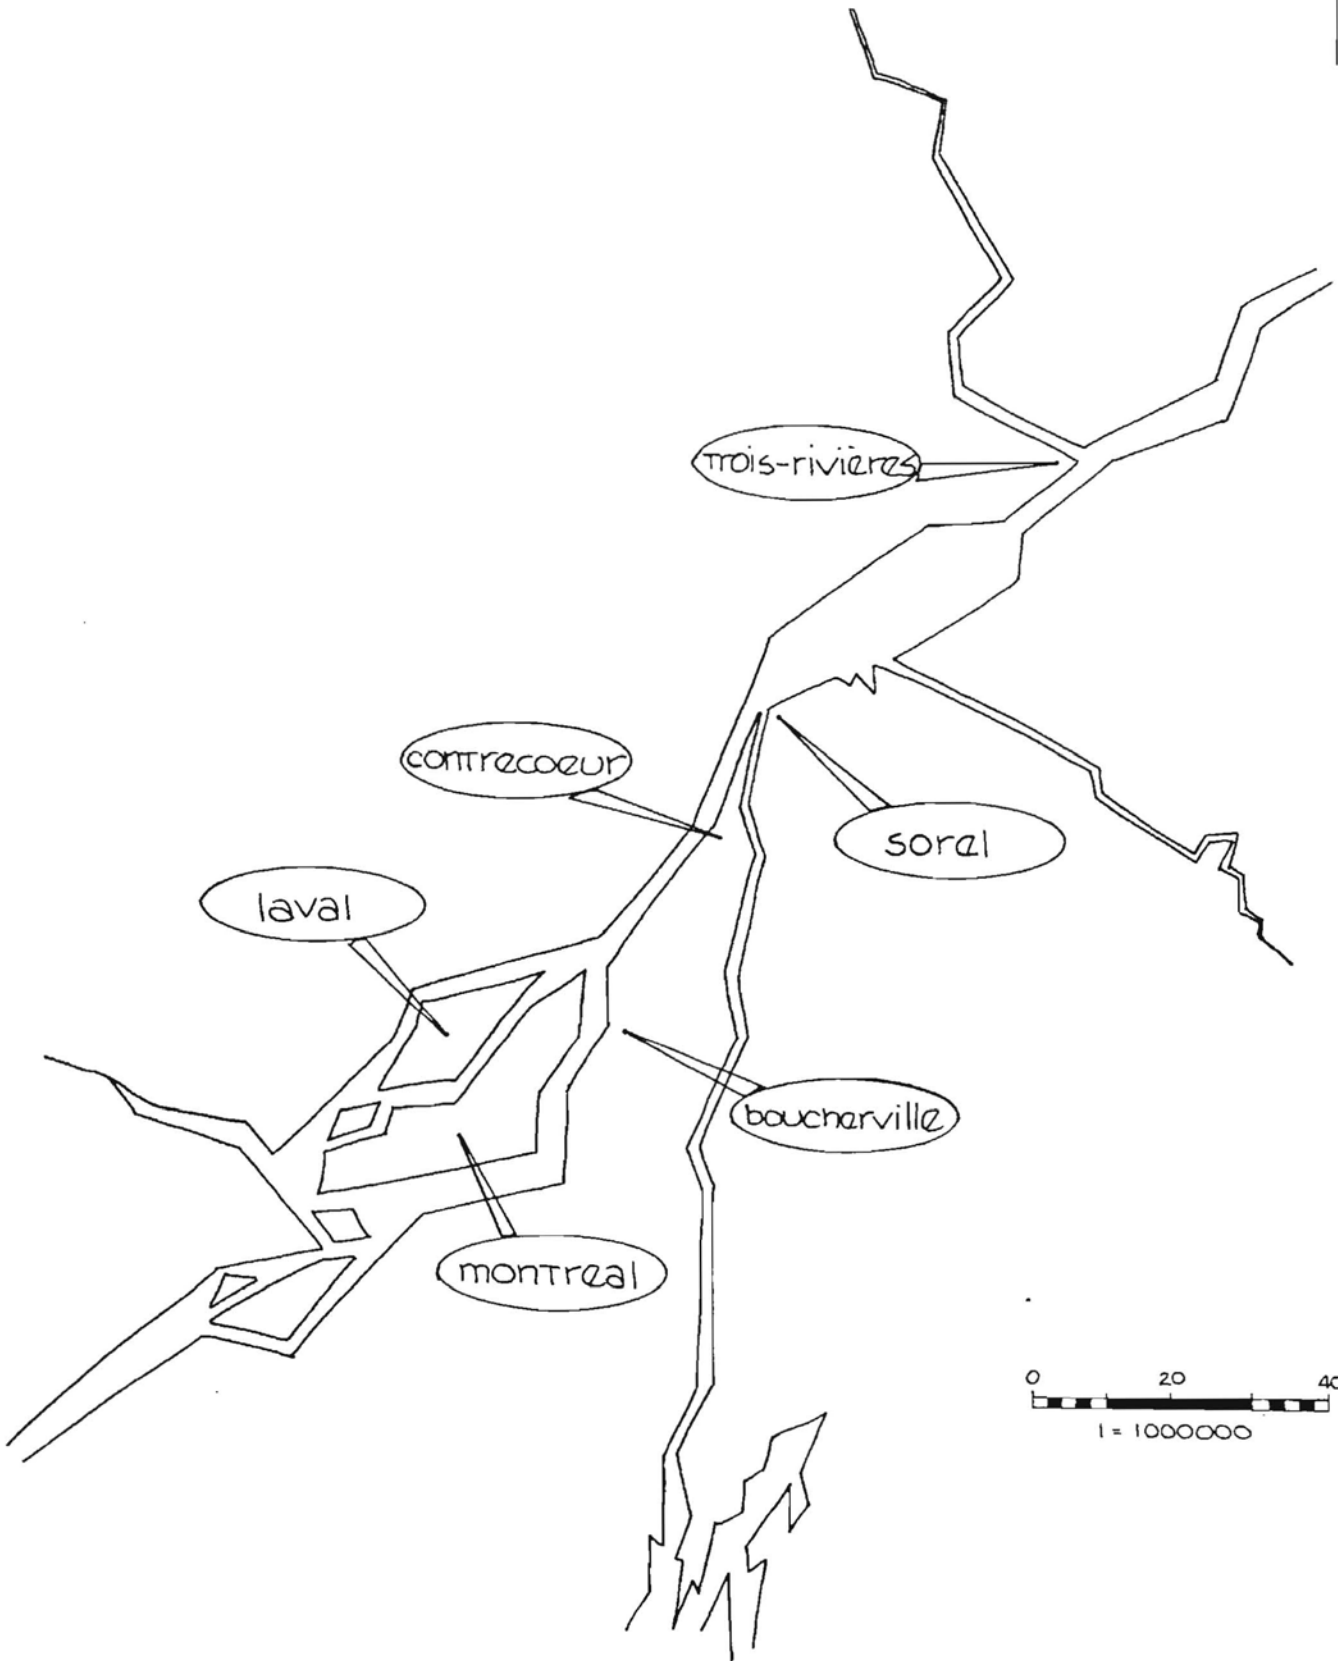 trois-rivières
contrecoeur
sorel
laval
boucherville
montreal
0 20 40
1 = 1000000